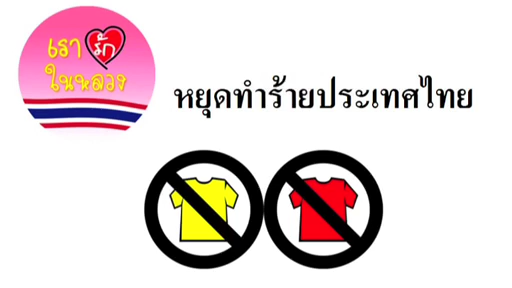 เรา รัก
ในหลวง
หยุดทำร้ายประเทศไทย